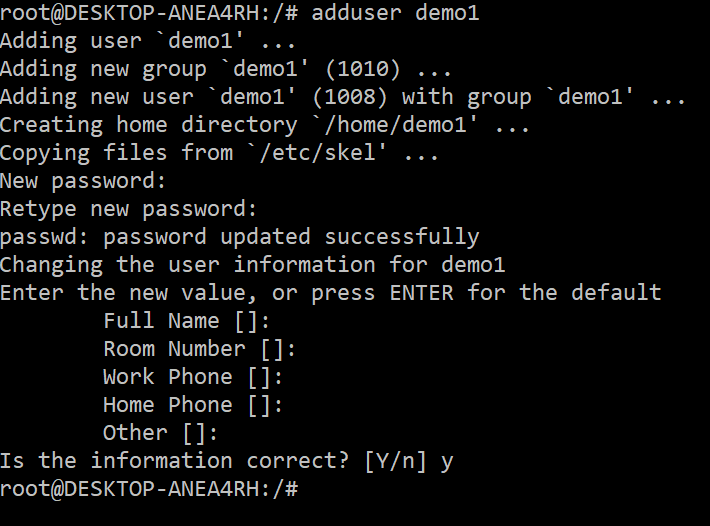 root@DESKTOP-ANEA4RH:/# adduser demo1
Adding user `demo1' ...
Adding new group `demo1' (1010) ...
Adding new user `demo1' (1008) with group `demo1' ...
Creating home directory `/home/demo1' ...
Copying files from `/etc/skel' ...
New password:
Retype new password:
passwd: password updated successfully
Changing the user information for demo1
Enter the new value, or press ENTER for the default
        Full Name []:
        Room Number []:
        Work Phone []:
        Home Phone []:
        Other []:
Is the information correct? [Y/n] y
root@DESKTOP-ANEA4RH:/#